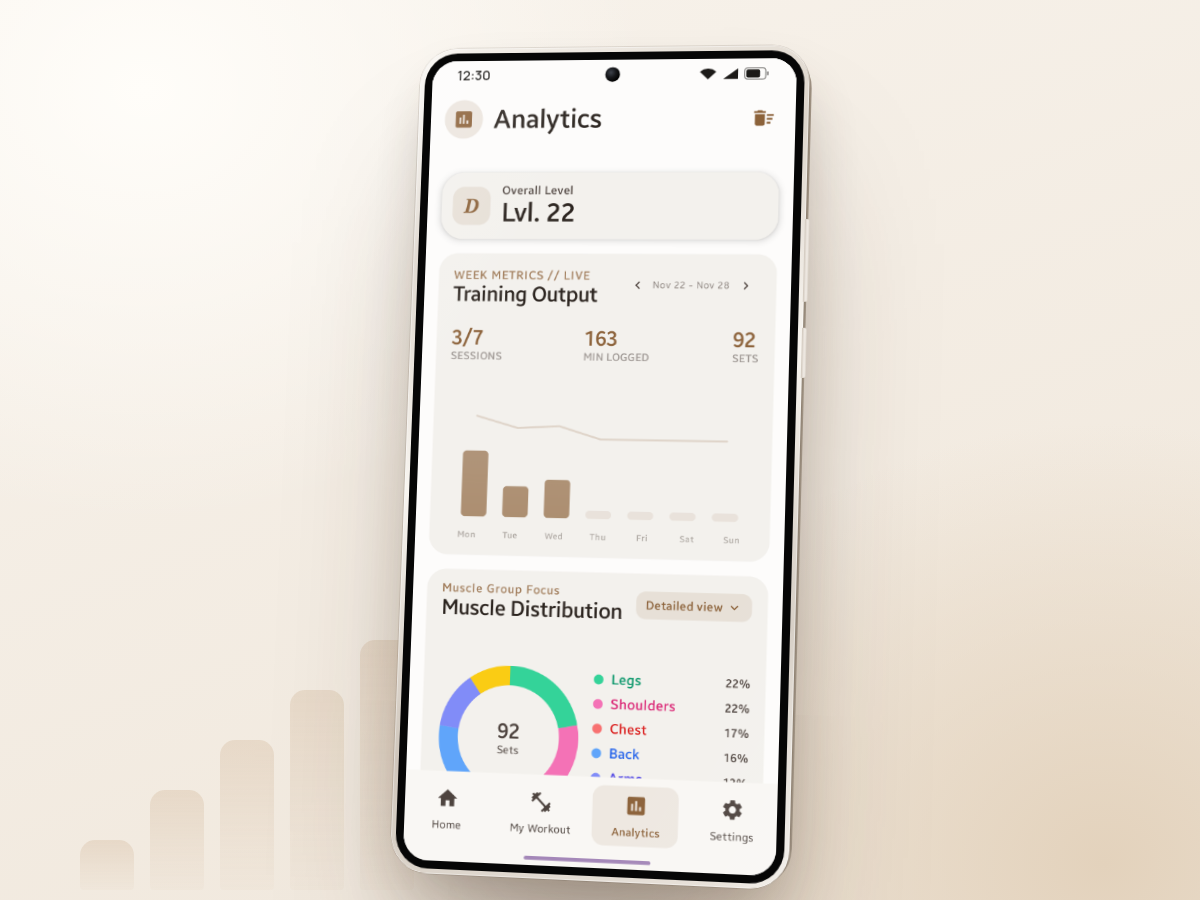 12:30
Analytics
D
Overall Level
Lvl. 22
WEEK METRICS // LIVE
Training Output
Nov 22 - Nov 28
3/7
SESSIONS
163
MIN LOGGED
92
SETS
Mon Tue Wed Thu Fri Sat Sun
Muscle Group Focus
Muscle Distribution
Detailed view
92
Sets
Legs 22%
Shoulders 22%
Chest 17%
Back 16%
Home
My Workout
Analytics
Settings